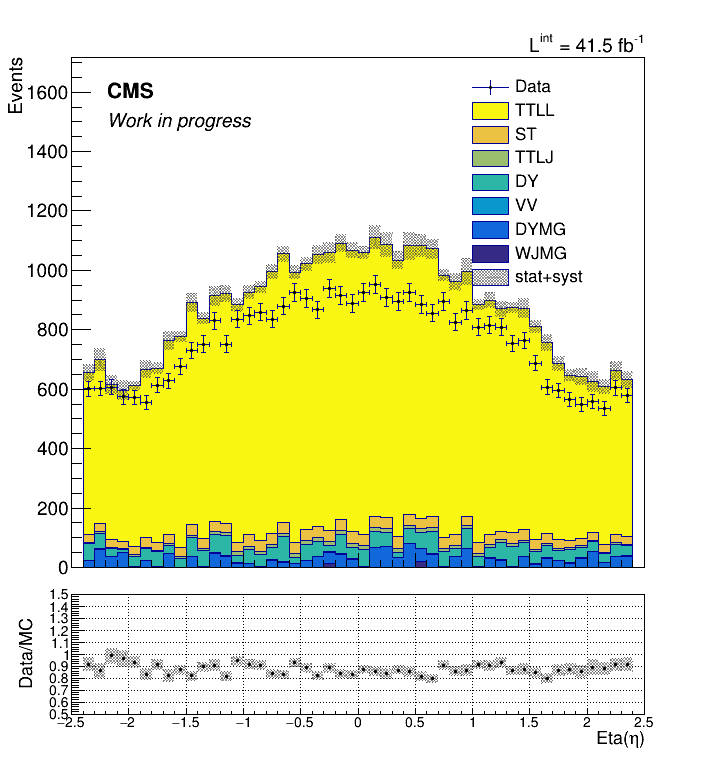 L^int = 41.5 fb^-1
Events
CMS
Work in progress
Data
TTLL
ST
TTLJ
DY
VV
DYMG
WJMG
stat+syst
1600
1400
1200
1000
800
600
400
200
0
Data/MC
1.5
1.4
1.3
1.2
1.1
1
0.9
0.8
0.7
0.6
0.5
−2.5 −2 −1.5 −1 −0.5 0 0.5 1 1.5 2 2.5
Eta(η)